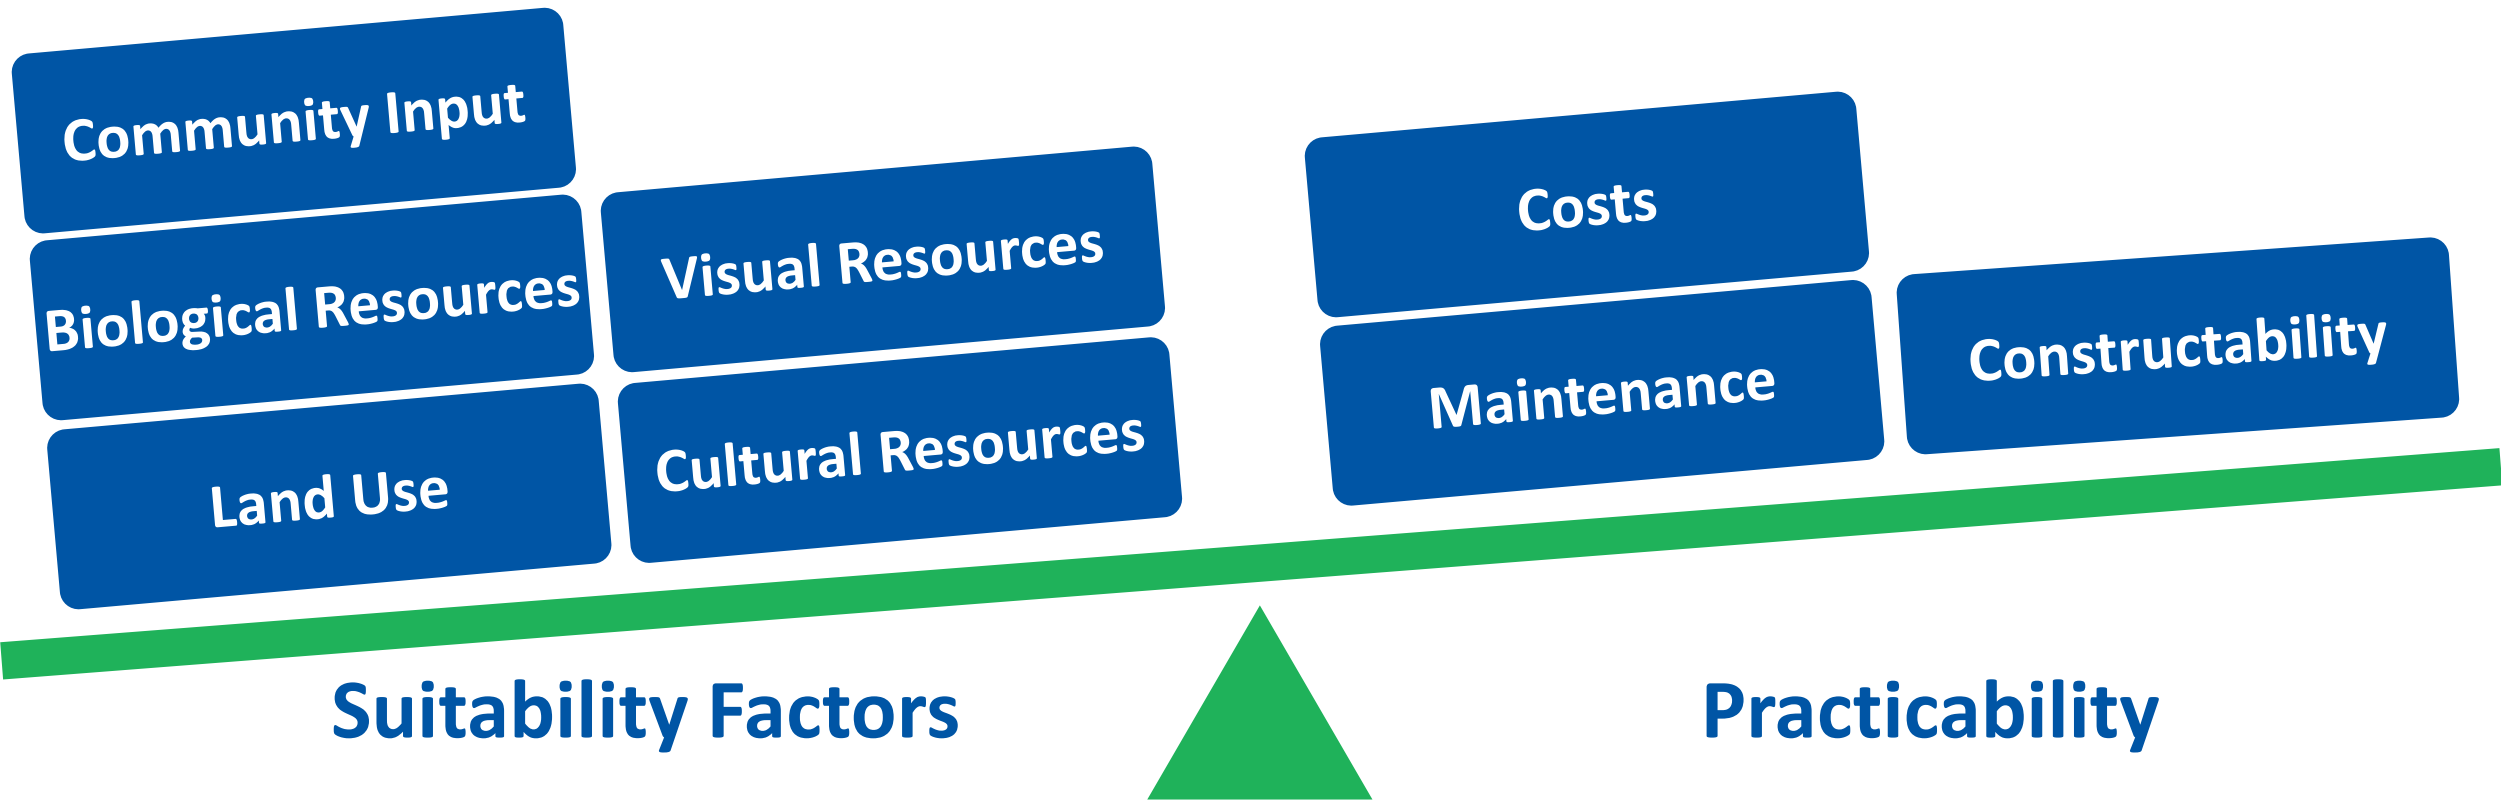 Community Input
Biological Resources
Land Use
Visual Resources
Cultural Resources
Costs
Maintenance
Constructability
Suitability Factors
Practicability